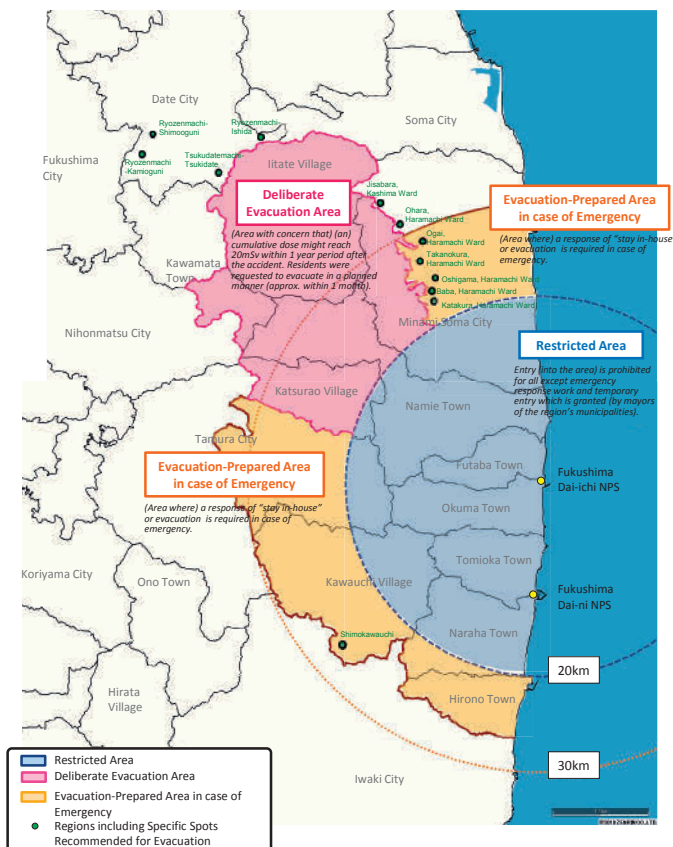 Date City
Ryozenmachi-
Shimooguni
Ryozenmachi-
Ishida
Soma City
Fukushima
City
Ryozenmachi
-Kamioguni
Tsukudatemachi-
Tsukidate
Iitate Village
Jisabara,
Kashima Ward
Deliberate
Evacuation Area
(Area with concern that) (an)
cumulative dose might reach
20mSv within 1 year period after
the accident. Residents were
requested to evacuate in a planned
manner (approx. within 1 month).
Ohara,
Haramachi Ward
Evacuation-Prepared Area
in case of Emergency
(Area where) a response of "stay in-house"
or evacuation is required in case of
emergency.
Ogai,
Haramachi Ward
Takanokura,
Haramachi Ward
Oshigama, Haramachi Ward
Baba, Haramachi Ward
Katakura, Haramachi Ward
Kawamata
Town
Nihonmatsu City
Minami-Soma City
Restricted Area
Entry (into the area) is prohibited
for all except emergency
response work and temporary
entry which is granted (by mayors
of the region's municipalities).
Katsurao Village
Namie Town
Tamura City
Evacuation-Prepared Area
in case of Emergency
(Area where) a response of "stay in-house"
or evacuation is required in case of
emergency.
Futaba Town
Fukushima
Dai-ichi NPS
Okuma Town
Tomioka Town
Koriyama City
Ono Town
Kawauchi Village
Fukushima
Dai-ni NPS
Shimokawauchi
Naraha Town
20km
Hirono Town
Hirata
Village
30km
Iwaki City
Restricted Area
Deliberate Evacuation Area
Evacuation-Prepared Area in case of
Emergency
Regions including Specific Spots
Recommended for Evacuation